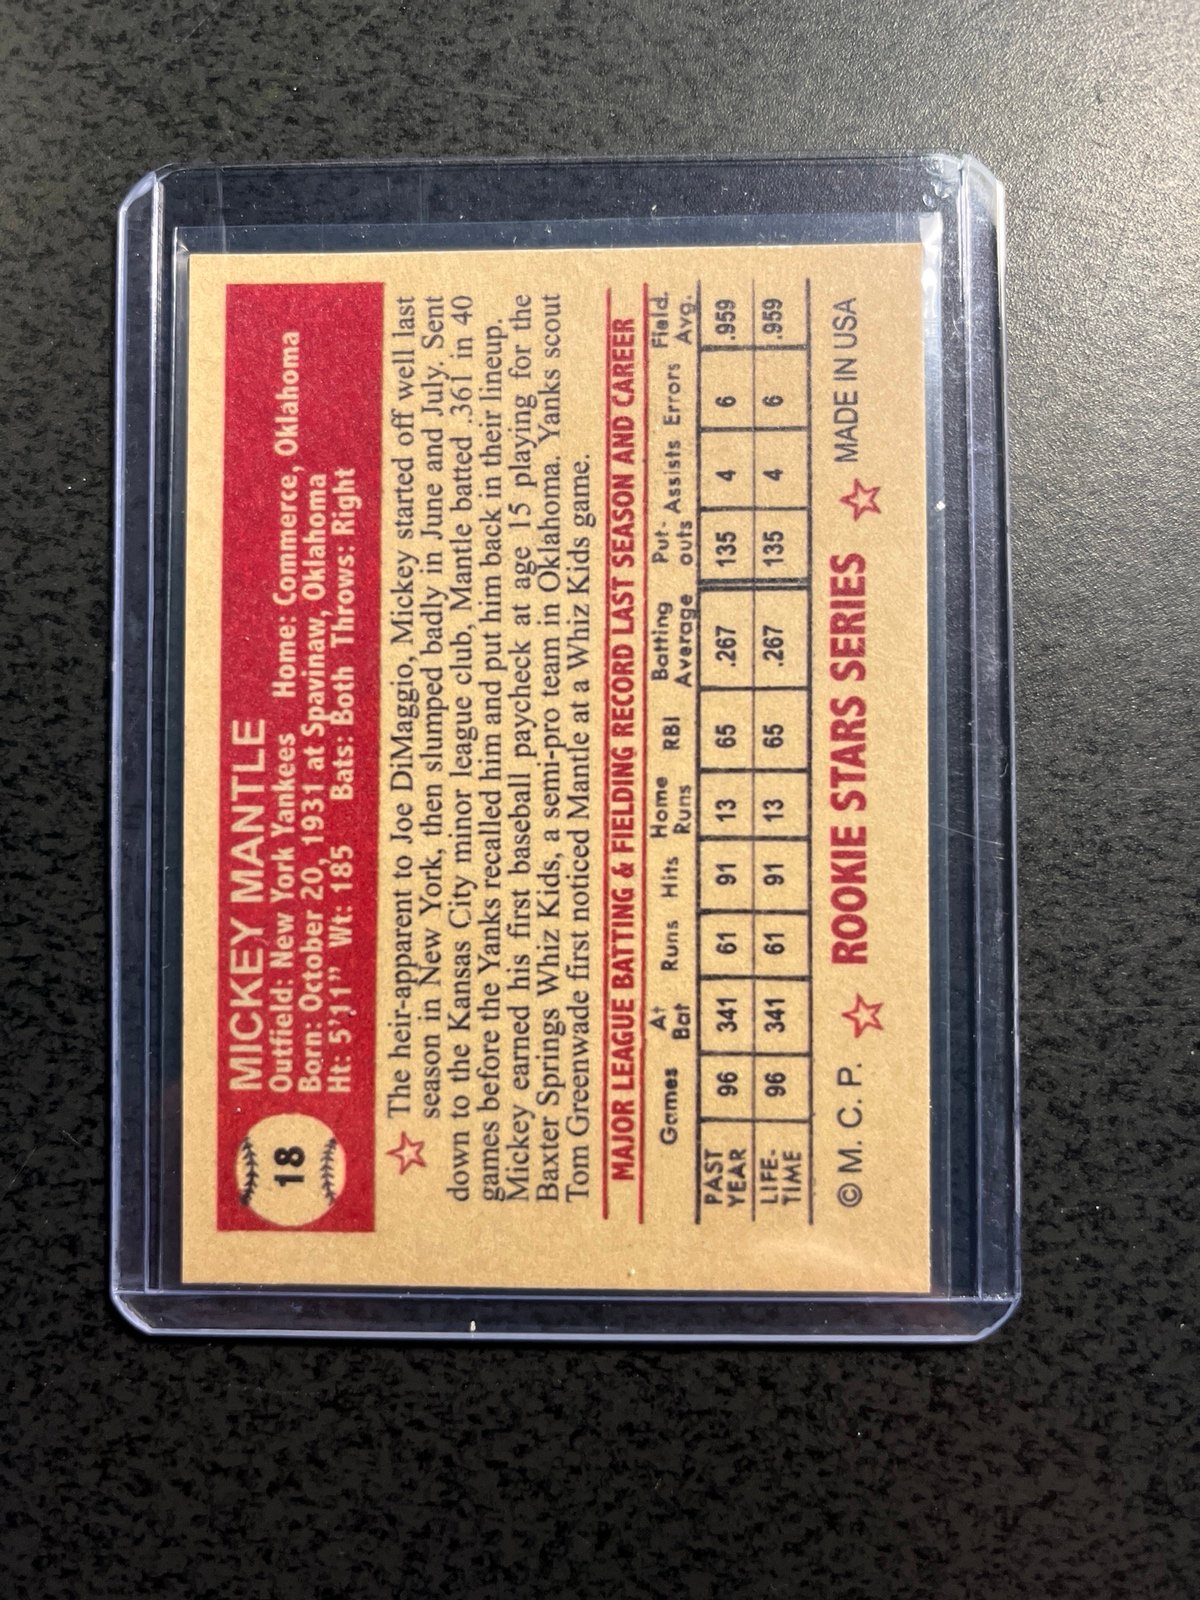 18
MICKEY MANTLE
Outfield: New York Yankees Home: Commerce, Oklahoma
Born: October 20, 1931 at Spavinaw, Oklahoma
Ht: 5'11" Wt: 185 Bats: Both Throws: Right
The heir-apparent to Joe DiMaggio, Mickey started off well last
season in New York, then slumped badly in June and July. Sent
down to the Kansas City minor league club, Mantle batted .361 in 40
games before the Yanks recalled him and put him back in their lineup.
Mickey earned his first baseball paycheck at age 15 playing for the
Baxter Springs Whiz Kids, a semi-pro team in Oklahoma. Yanks scout
Tom Greenwade first noticed Mantle at a Whiz Kids game.
MAJOR LEAGUE BATTING & FIELDING RECORD LAST SEASON AND CAREER
Games At Bat Runs Hits Home Runs RBI Batting Average Put-outs Assists Errors Field. Avg.
PAST YEAR 96 341 61 91 13 65 .267 135 4 6 .959
LIFE-TIME 96 341 61 91 13 65 .267 135 4 6 .959
© M. C. P. ROOKIE STARS SERIES MADE IN USA